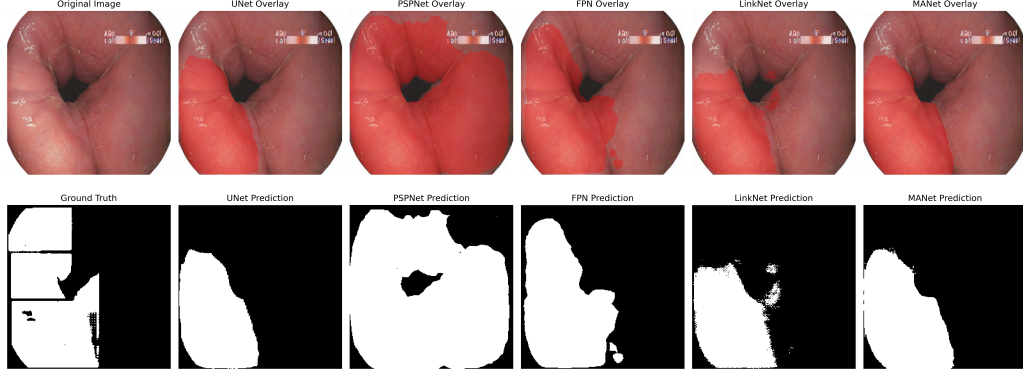 Original Image
UNet Overlay
PSPNet Overlay
FPN Overlay
LinkNet Overlay
MANet Overlay
Ground Truth
UNet Prediction
PSPNet Prediction
FPN Prediction
LinkNet Prediction
MANet Prediction